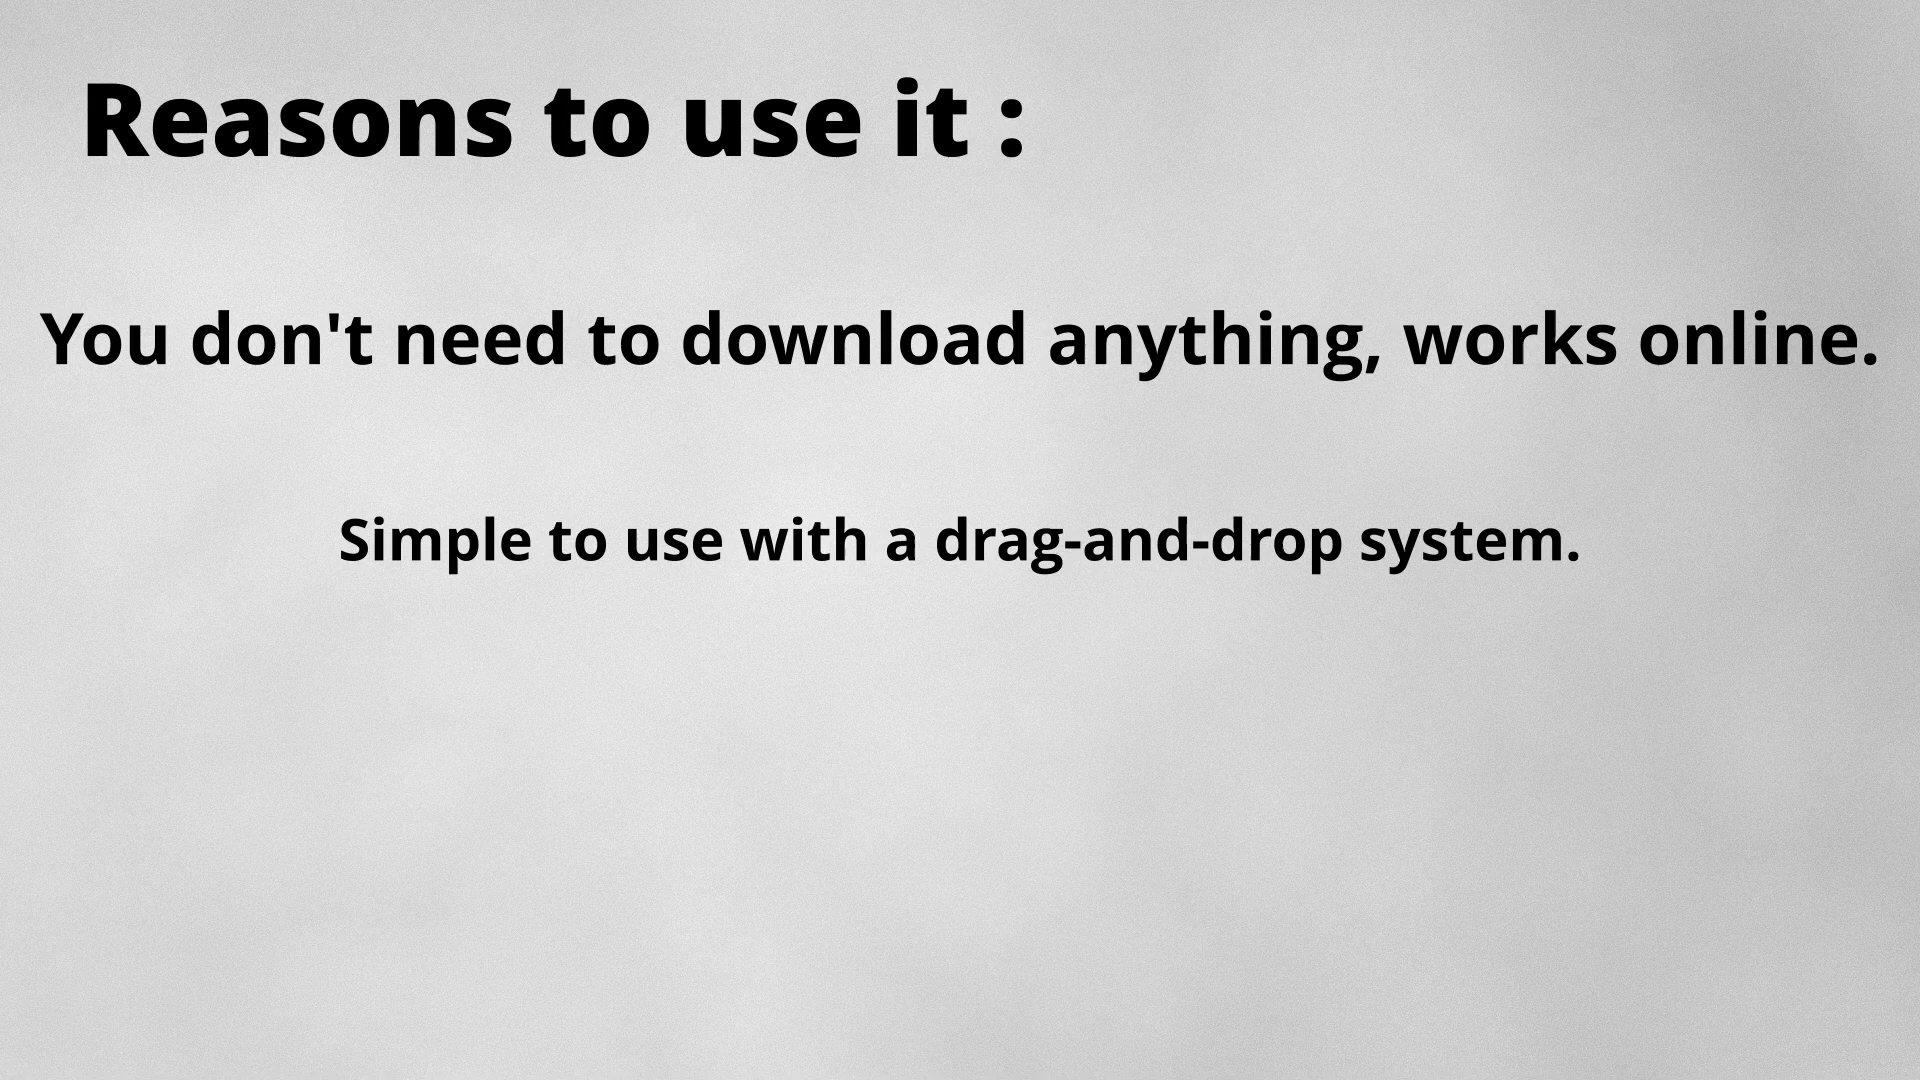 Reasons to use it :
You don't need to download anything, works online.
Simple to use with a drag-and-drop system.